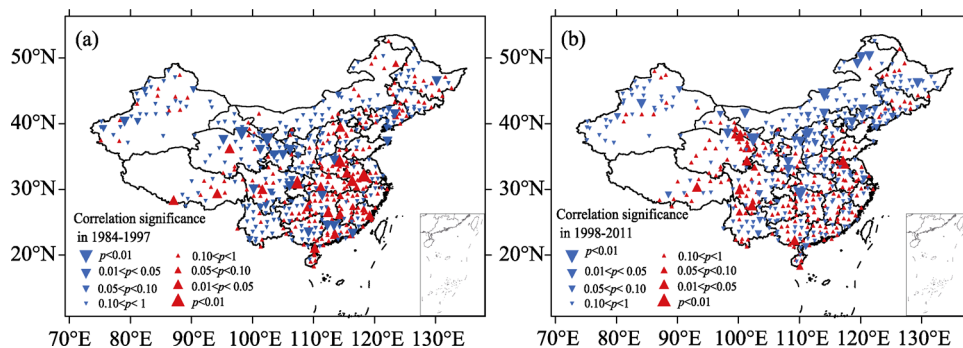 (a)
50°N
40°N
30°N
20°N
Correlation significance
in 1984-1997
p<0.01
0.01<p< 0.05
0.05<p<0.10
0.10<p< 1
0.10<p<1
0.05<p<0.10
0.01<p<0.05
p<0.01
70°E 80°E 90°E 100°E 110°E 120°E 130°E
(b)
50°N
40°N
30°N
20°N
Correlation significance
in 1998-2011
p<0.01
0.01<p< 0.05
0.05<p<0.10
0.10<p< 1
0.10<p<1
0.05<p<0.10
0.01<p<0.05
p<0.01
70°E 80°E 90°E 100°E 110°E 120°E 130°E